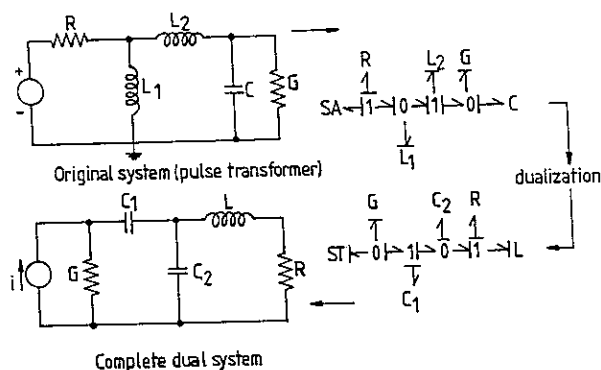 R
L2
+
-
L1
C
G
Original system (pulse transformer)
R L2 G
SA 1 0 1 0 C
L1
dualization
G C2 R
ST 0 1 0 1 L
C1
C1
L
i
G
C2
R
Complete dual system